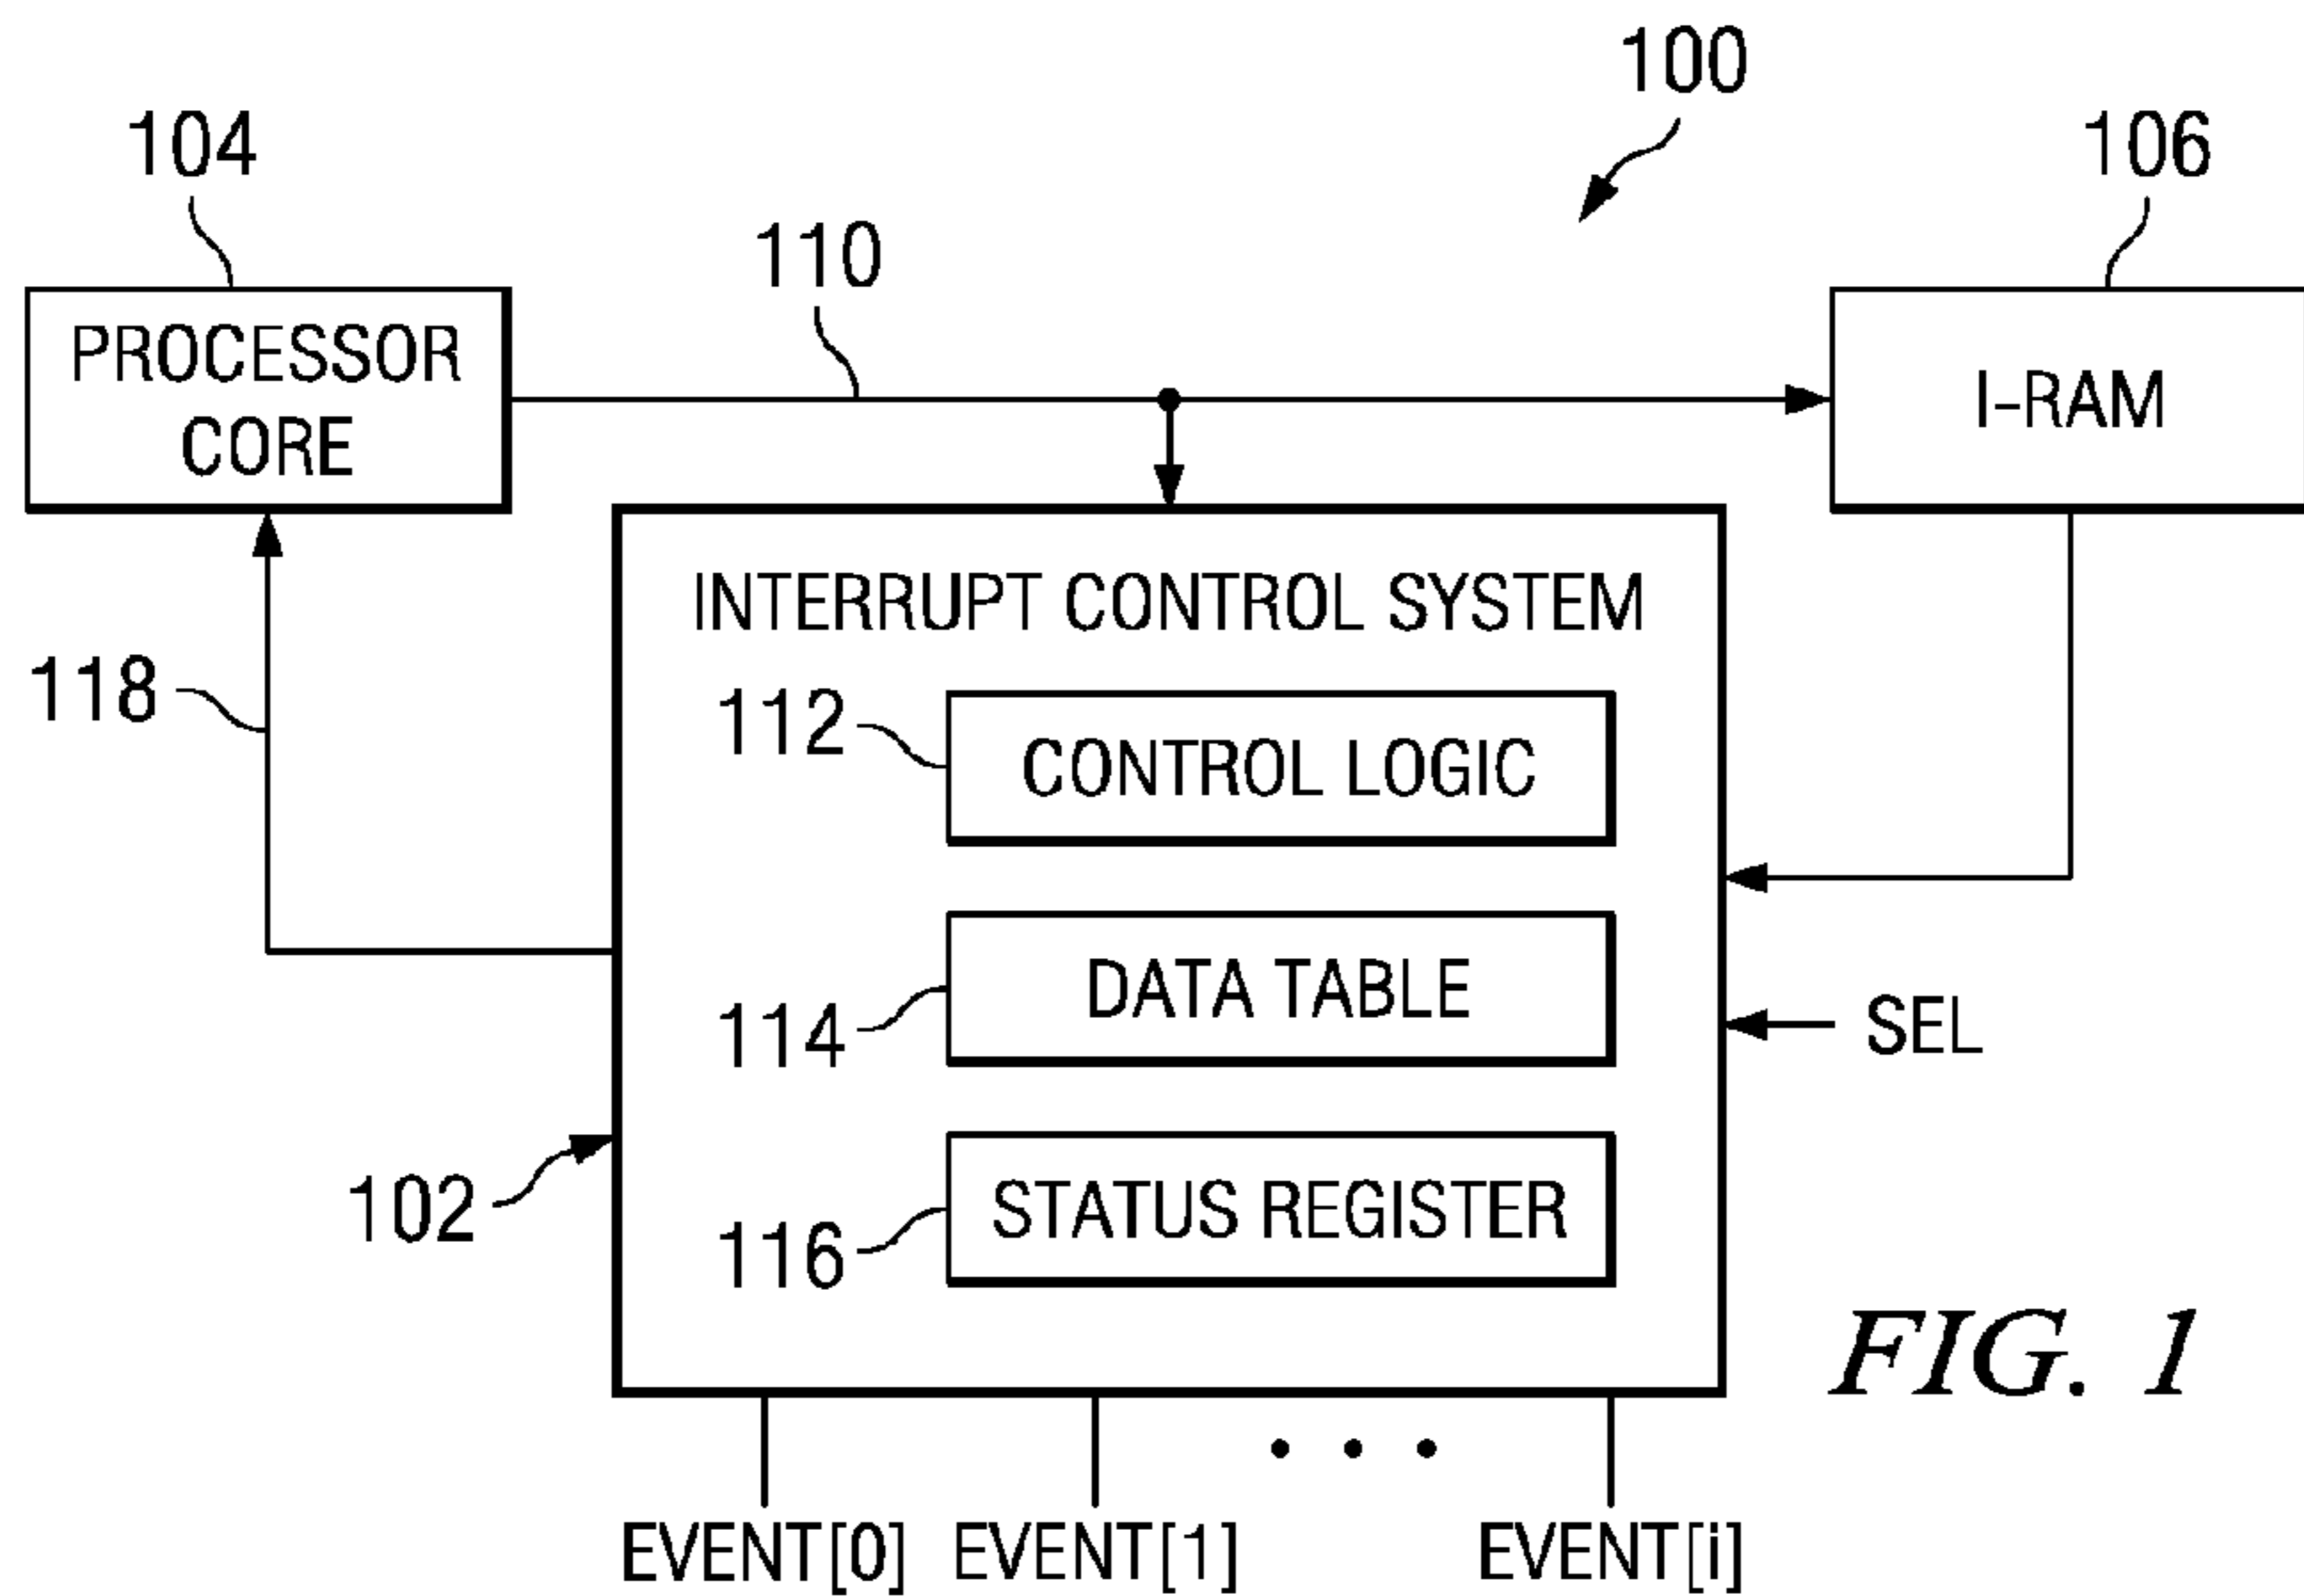 100
104
106
110
PROCESSOR
CORE
I-RAM
INTERRUPT CONTROL SYSTEM
118
112
CONTROL LOGIC
114
DATA TABLE
SEL
102
116
STATUS REGISTER
FIG. 1
EVENT[0] EVENT[1] • • • EVENT[i]